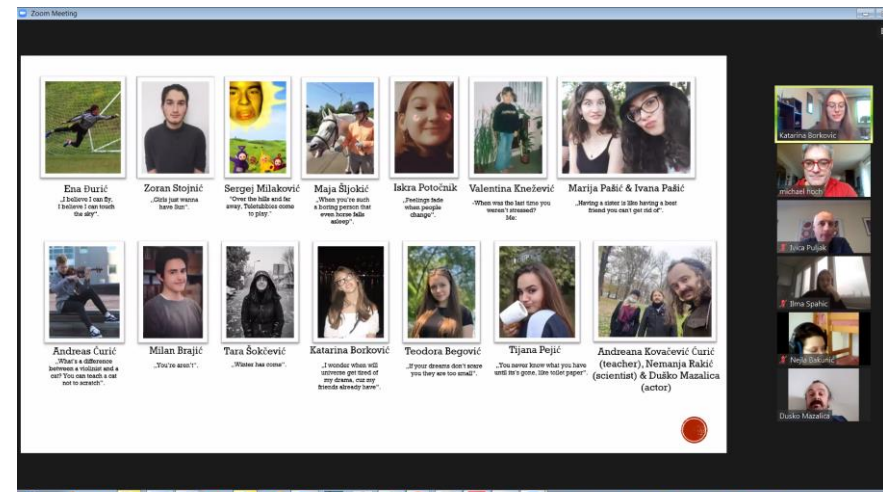 Zoom Meeting
Ena Đurić
„I believe I can fly,
I believe I can touch
the sky".
Zoran Stojnić
„Girls just wanna
have fun".
Sergej Milaković
"Over the hills and far
away, Teletubbies come
to play."
Maja Šljokić
„When you're such
a boring person that
even horse falls
asleep".
Iskra Potočnik
„Feelings fade
when people
change".
Valentina Knežević
-When was the last time you
weren't stressed?
Me:
Marija Pašić & Ivana Pašić
„Having a sister is like having a best
friend you can't get rid of".
Andreas Ćurić
„What's a difference
between a violinist and a
cat? You can teach a cat
not to scratch".
Milan Brajić
„You're aren't".
Tara Šokčević
„Winter has come".
Katarina Borković
„I wonder when will
universe get tired of
my drama, cuz my
friends already have".
Teodora Begović
„If your dreams don't scare
you they are too small".
Tijana Pejić
„You never know what you have
until its's gone, like toilet paper".
Andreana Kovačević Ćurić
(teacher), Nemanja Rakić
(scientist) & Duško Mazalica
(actor)
Katarina Borkovic
michael hoch
Ivica Puljak
Ilma Spahic
Nejla Bakunić
Dusko Mazalica